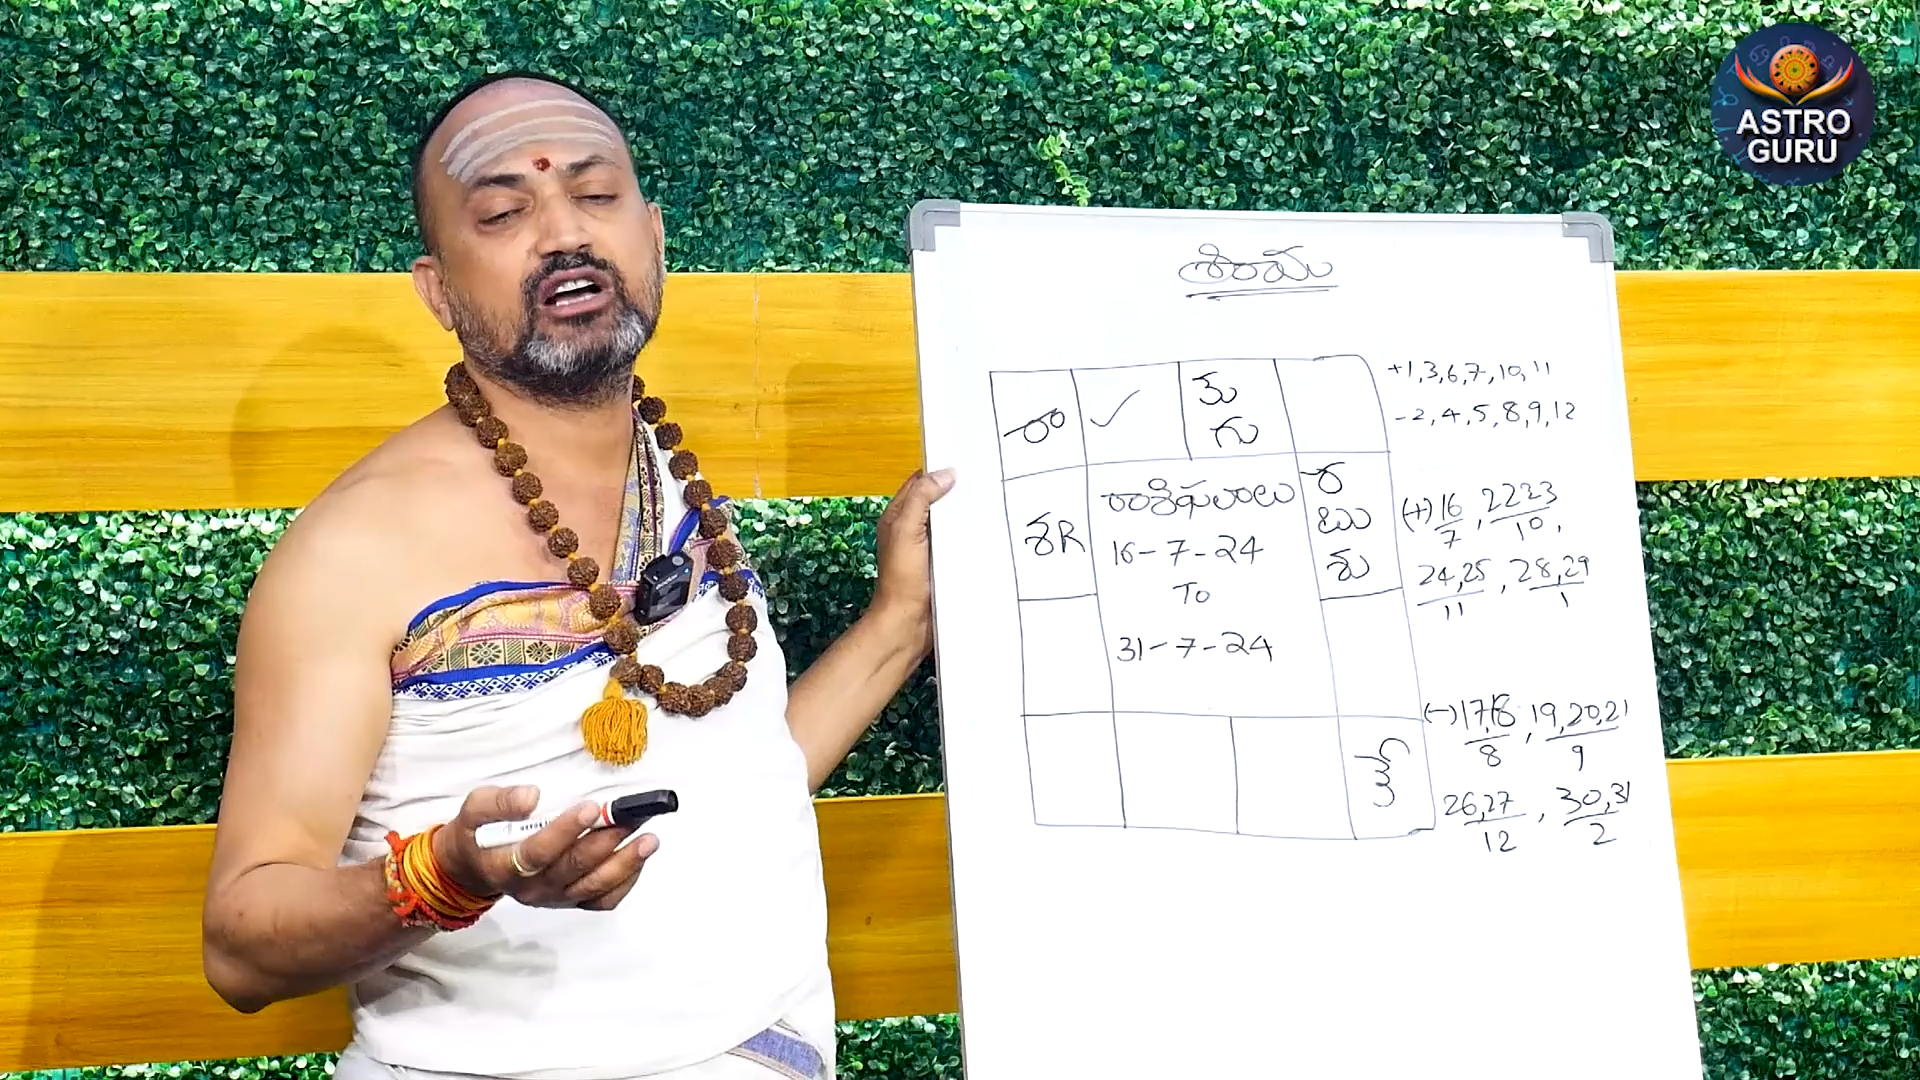 ASTRO
GURU
శ్రీరామ
+1,3,6,7,10,11
-2,4,5,8,9,12
రా
✓
కు
గు
శR
రాశిఫలాలు
16-7-24
To
31-7-24
ర
బు
శు
కే
(+) 16/7, 22 23/10,
24,25/11, 28,29/1
(-) 17,18/8, 19,20,21/9
26,27/12, 30,31/2